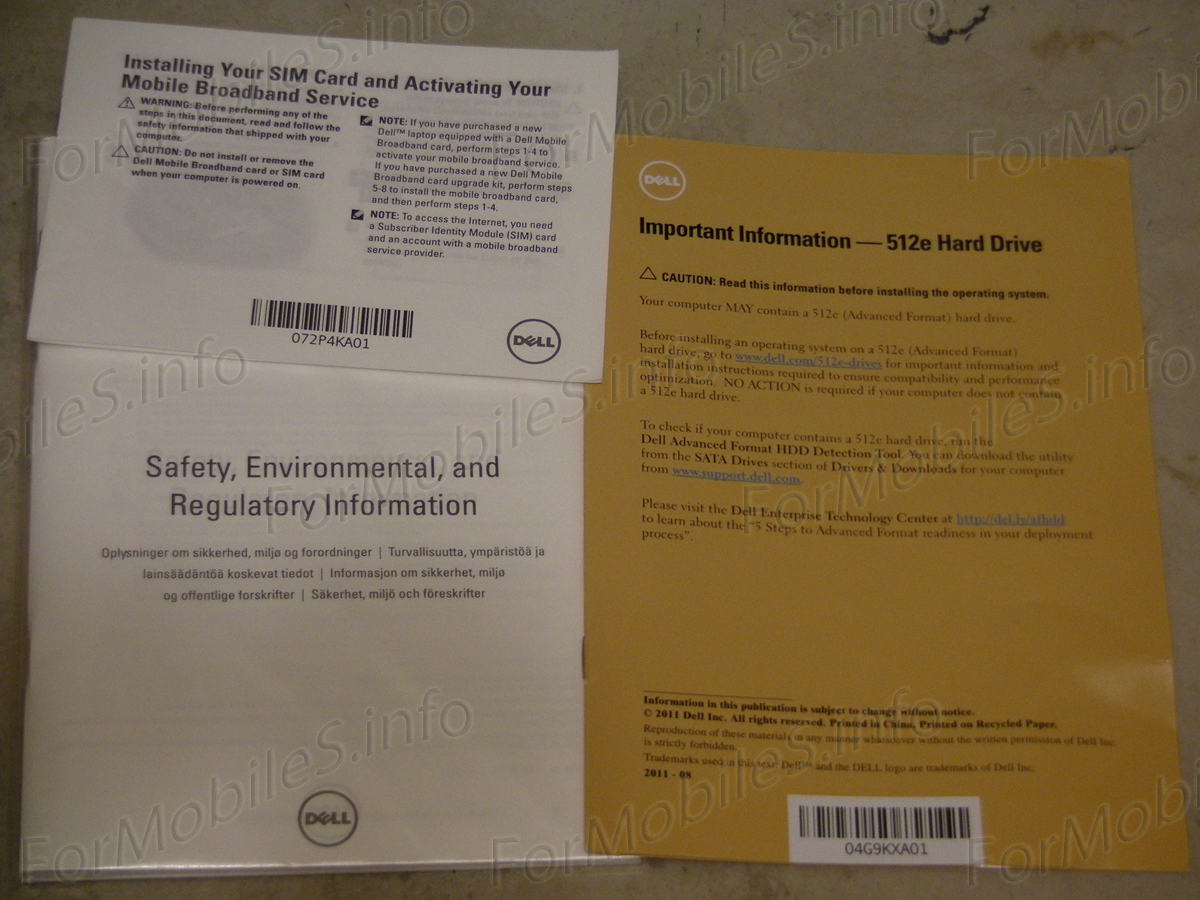 Installing Your SIM Card and Activating Your
Mobile Broadband Service
WARNING: Before performing any of the
steps in this document, read and follow the
safety information that shipped with your
computer.
CAUTION: Do not install or remove the
Dell Mobile Broadband card or SIM card
when your computer is powered on.
NOTE: If you have purchased a new
Dell™ laptop equipped with a Dell Mobile
Broadband card, perform steps 1-4 to
activate your mobile broadband service.
If you have purchased a new Dell Mobile
Broadband card upgrade kit, perform steps
5-8 to install the mobile broadband card,
and then perform steps 1-4.
NOTE: To access the Internet, you need
a Subscriber Identity Module (SIM) card
and an account with a mobile broadband
service provider.
072P4KA01
DELL
Safety, Environmental, and
Regulatory Information
Oplysninger om sikkerhed, miljø og forordninger | Turvallisuutta, ympäristöä ja
lainsäädäntöä koskevat tiedot | Informasjon om sikkerhet, miljø
og offentlige forskrifter | Säkerhet, miljö och föreskrifter
DELL
DELL
Important Information — 512e Hard Drive
CAUTION: Read this information before installing the operating system.
Your computer MAY contain a 512e (Advanced Format) hard drive.
Before installing an operating system on a 512e (Advanced Format)
hard drive, go to www.dell.com/512e-drives for important information and
installation instructions required to ensure compatibility and performance
optimization. NO ACTION is required if your computer does not contain
a 512e hard drive.
To check if your computer contains a 512e hard drive, run the
Dell Advanced Format HDD Detection Tool. You can download the utility
from the SATA Drives section of Drivers & Downloads for your computer
from www.support.dell.com.
Please visit the Dell Enterprise Technology Center at http://del.ly/afhdd
to learn about the "5 Steps to Advanced Format readiness in your deployment
process".
Information in this publication is subject to change without notice.
© 2011 Dell Inc. All rights reserved. Printed in China, Printed on Recycled Paper.
Reproduction of these materials in any manner whatsoever without the written permission of Dell Inc.
is strictly forbidden.
Trademarks used in this text: Dell™ and the DELL logo are trademarks of Dell Inc.
2011 - 08
04G9KXA01
ForMobileS.info